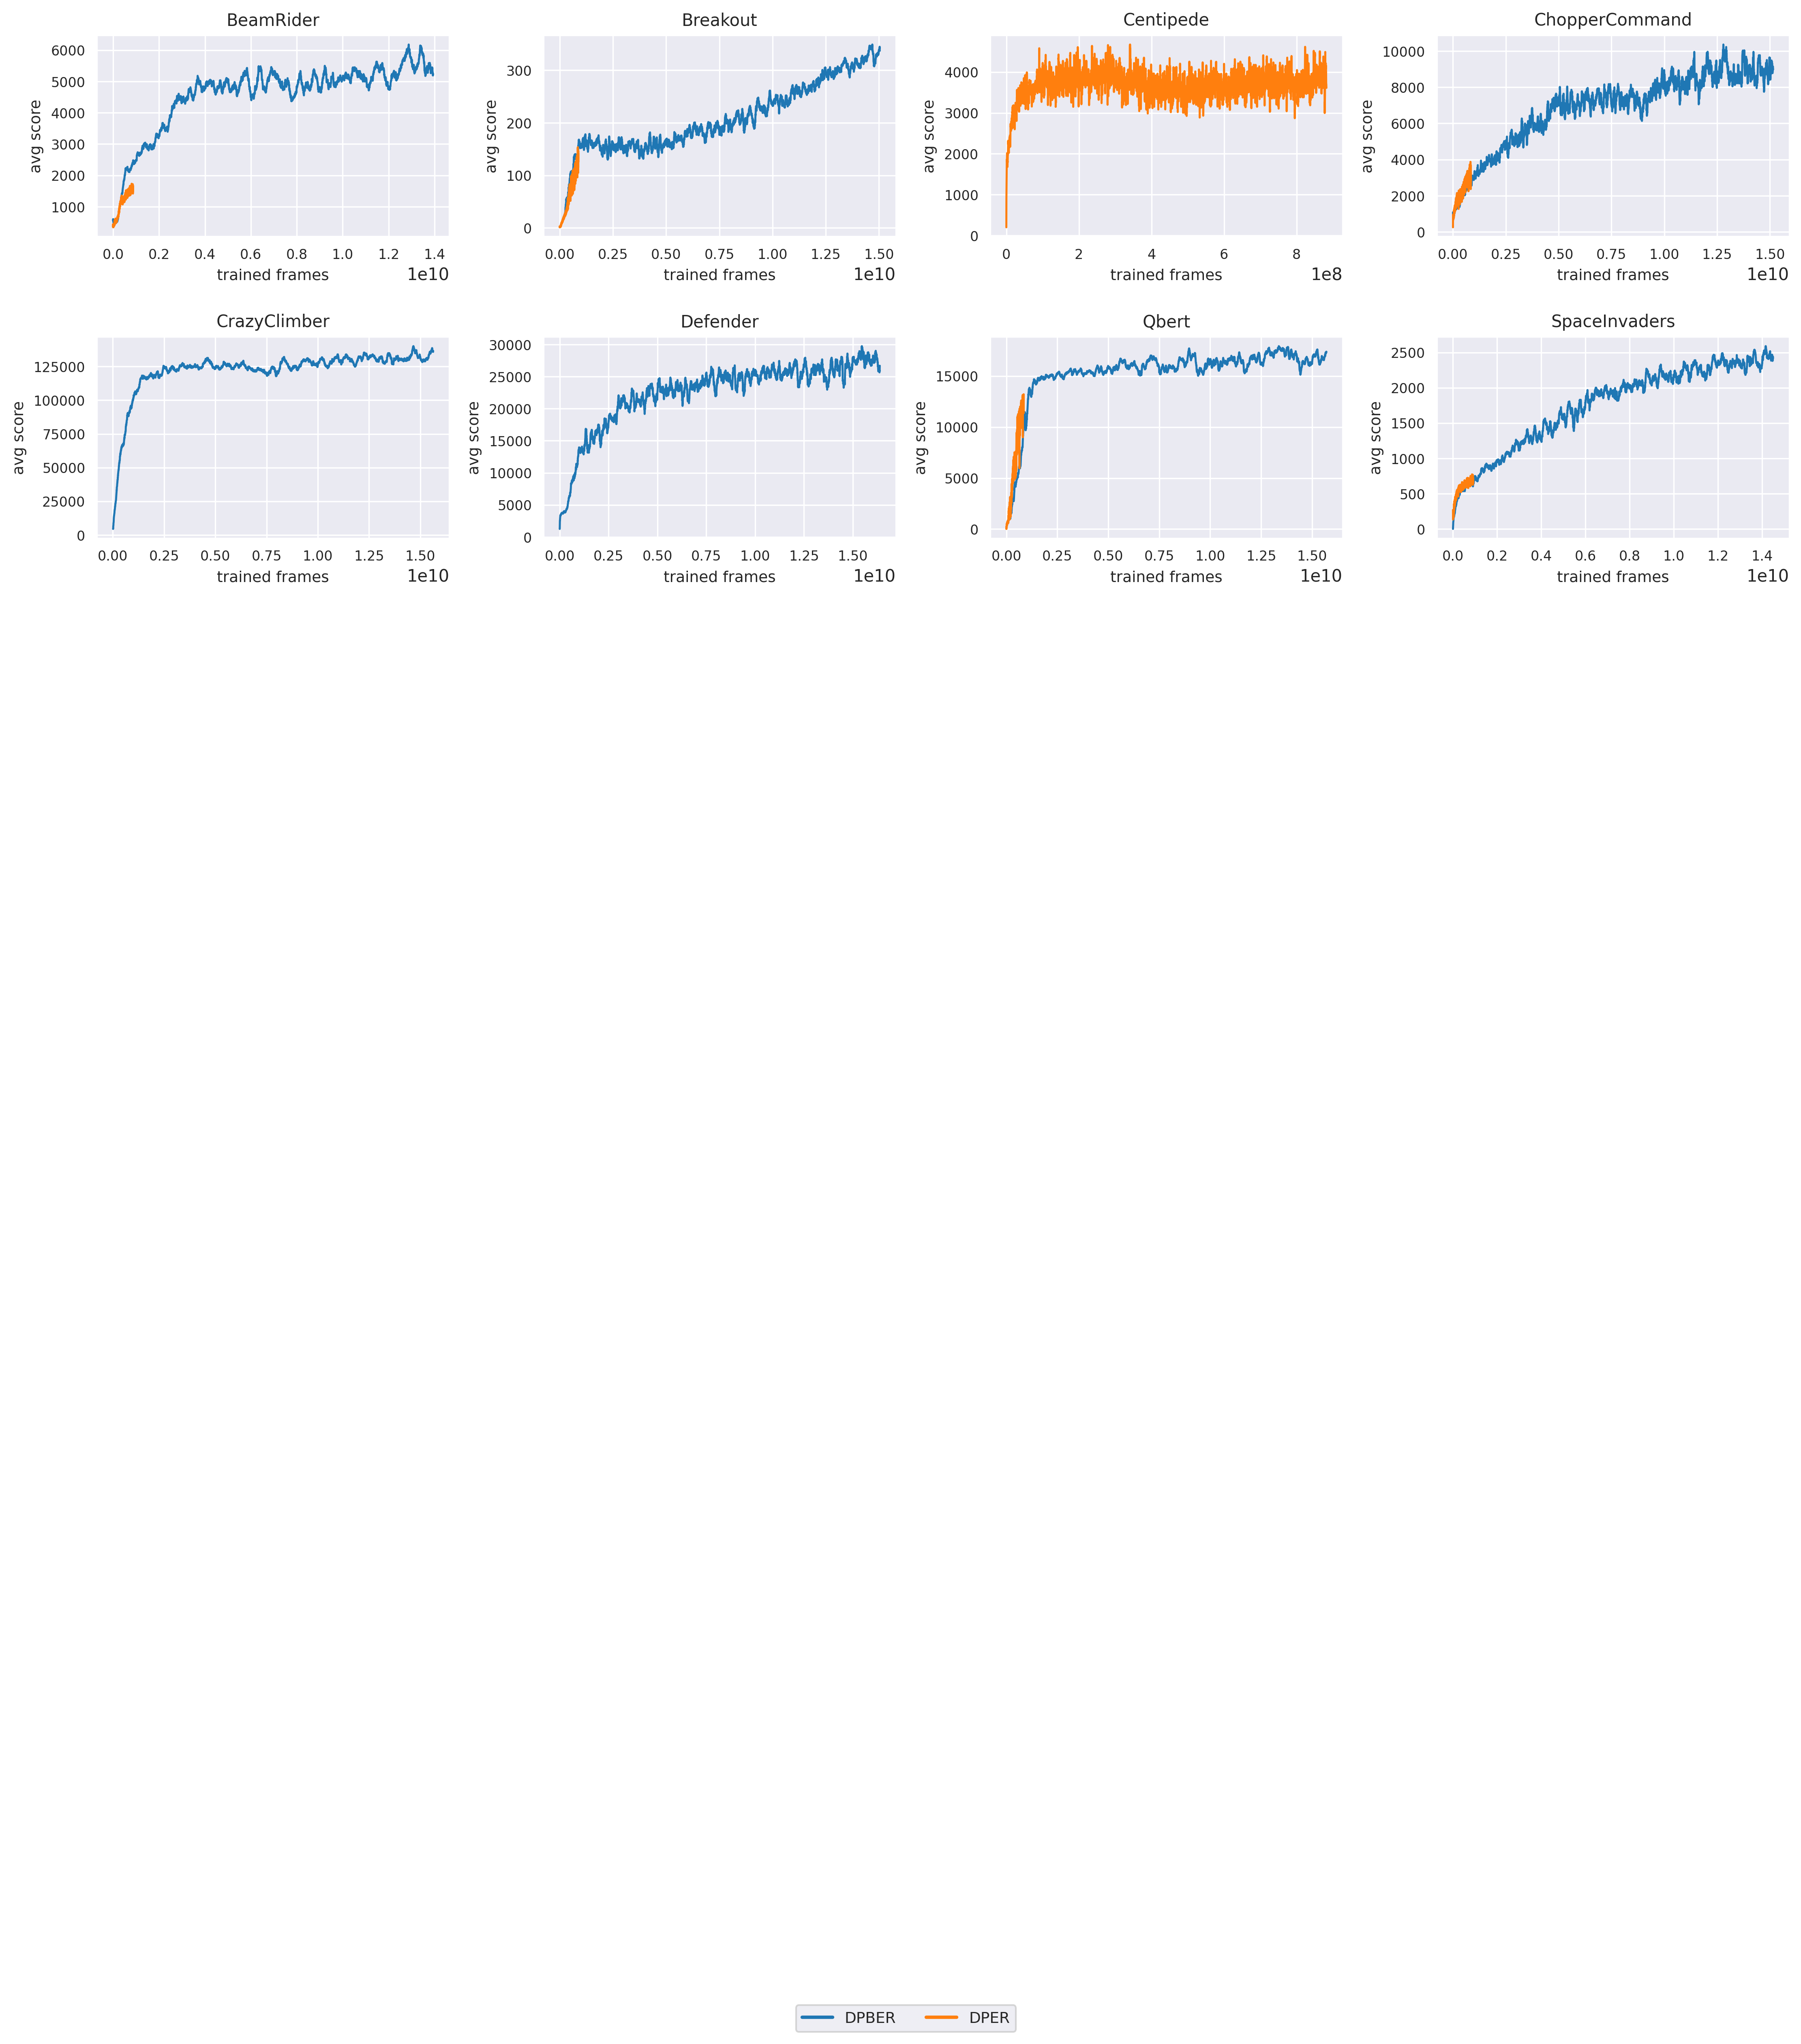 BeamRider Breakout Centipede ChopperCommand
avg score
6000
5000
4000
3000
2000
1000
0.0 0.2 0.4 0.6 0.8 1.0 1.2 1.4
trained frames 1e10
avg score
300
200
100
0
0.00 0.25 0.50 0.75 1.00 1.25 1.50
trained frames 1e10
avg score
4000
3000
2000
1000
0
0 2 4 6 8
trained frames 1e8
avg score
10000
8000
6000
4000
2000
0
0.00 0.25 0.50 0.75 1.00 1.25 1.50
trained frames 1e10
CrazyClimber Defender Qbert SpaceInvaders
avg score
125000
100000
75000
50000
25000
0
0.00 0.25 0.50 0.75 1.00 1.25 1.50
trained frames 1e10
avg score
30000
25000
20000
15000
10000
5000
0
0.00 0.25 0.50 0.75 1.00 1.25 1.50
trained frames 1e10
avg score
15000
10000
5000
0
0.00 0.25 0.50 0.75 1.00 1.25 1.50
trained frames 1e10
avg score
2500
2000
1500
1000
500
0
0.0 0.2 0.4 0.6 0.8 1.0 1.2 1.4
trained frames 1e10
DPBER DPER